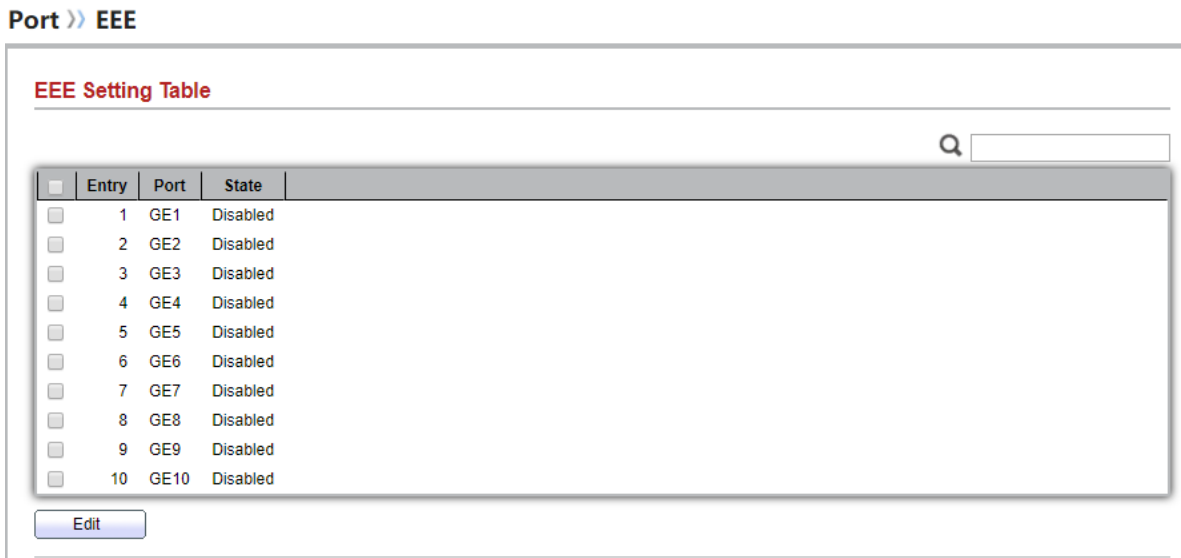 Port » EEE
EEE Setting Table
Entry Port State
1 GE1 Disabled
2 GE2 Disabled
3 GE3 Disabled
4 GE4 Disabled
5 GE5 Disabled
6 GE6 Disabled
7 GE7 Disabled
8 GE8 Disabled
9 GE9 Disabled
10 GE10 Disabled
Edit